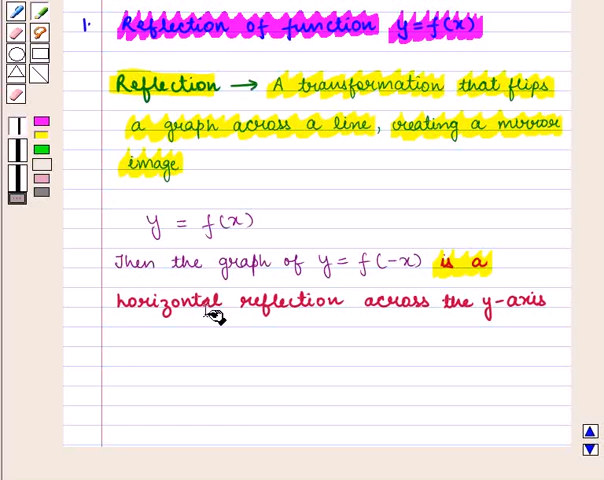 1. Reflection of function y=f(x)
Reflection → A transformation that flips
a graph across a line, creating a mirror
image
y = f(x)
Then the graph of y = f(-x) is a
horizontal reflection across the y-axis